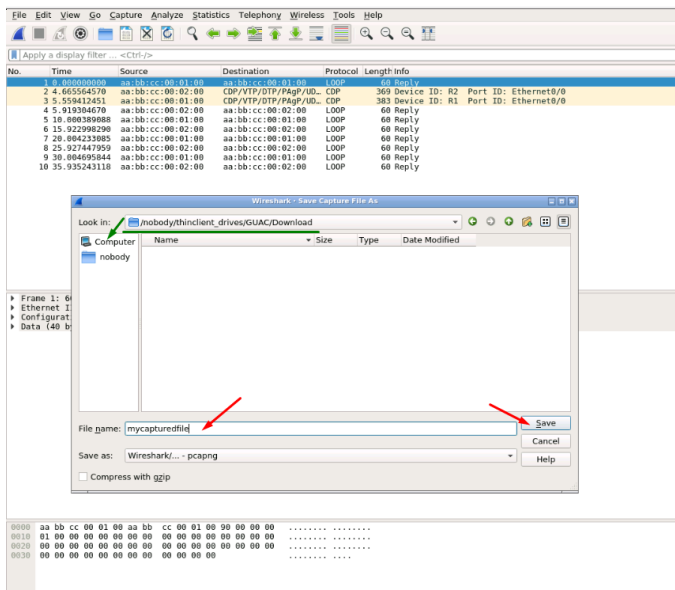 File Edit View Go Capture Analyze Statistics Telephony Wireless Tools Help
Apply a display filter ... <Ctrl-/>
No. Time Source Destination Protocol Length Info
1 0.000000000 aa:bb:cc:00:01:00 aa:bb:cc:00:01:00 LOOP 60 Reply
2 4.665564570 aa:bb:cc:00:02:00 CDP/VTP/DTP/PAgP/UD… CDP 369 Device ID: R2 Port ID: Ethernet0/0
3 5.559412451 aa:bb:cc:00:01:00 CDP/VTP/DTP/PAgP/UD… CDP 383 Device ID: R1 Port ID: Ethernet0/0
4 5.919304670 aa:bb:cc:00:02:00 aa:bb:cc:00:02:00 LOOP 60 Reply
5 10.000389088 aa:bb:cc:00:01:00 aa:bb:cc:00:01:00 LOOP 60 Reply
6 15.922998290 aa:bb:cc:00:02:00 aa:bb:cc:00:02:00 LOOP 60 Reply
7 20.004233085 aa:bb:cc:00:01:00 aa:bb:cc:00:01:00 LOOP 60 Reply
8 25.927447959 aa:bb:cc:00:02:00 aa:bb:cc:00:02:00 LOOP 60 Reply
9 30.004695844 aa:bb:cc:00:01:00 aa:bb:cc:00:01:00 LOOP 60 Reply
10 35.935243118 aa:bb:cc:00:02:00 aa:bb:cc:00:02:00 LOOP 60 Reply
Wireshark · Save Capture File As
Look in: /nobody/thinclient_drives/GUAC/Download
Computer
nobody
Name Size Type Date Modified
Frame 1: 6
Ethernet I
Configurat
Data (40 b
File name: mycapturedfile
Save
Cancel
Save as: Wireshark/... - pcapng
Help
Compress with gzip
0000 aa bb cc 00 01 00 aa bb cc 00 01 00 90 00 00 00 ........ ........
0010 01 00 00 00 00 00 00 00 00 00 00 00 00 00 00 00 ........ ........
0020 00 00 00 00 00 00 00 00 00 00 00 00 00 00 00 00 ........ ........
0030 00 00 00 00 00 00 00 00 00 00 00 00 ........ ....